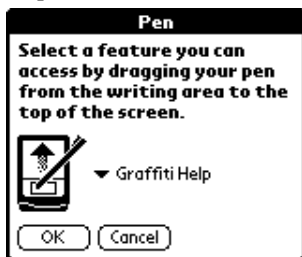 Pen
Select a feature you can
access by dragging your pen
from the writing area to the
top of the screen.
Graffiti Help
OK
Cancel